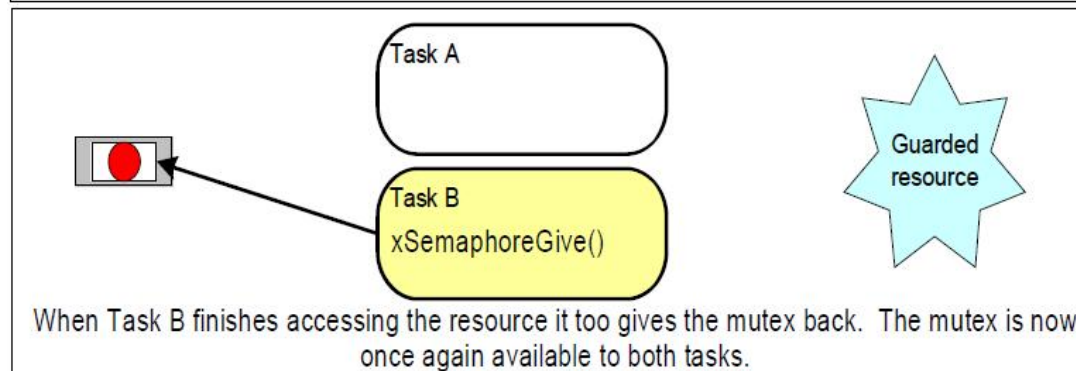 Task A
Guarded
resource
Task B
xSemaphoreGive()
When Task B finishes accessing the resource it too gives the mutex back.  The mutex is now
once again available to both tasks.